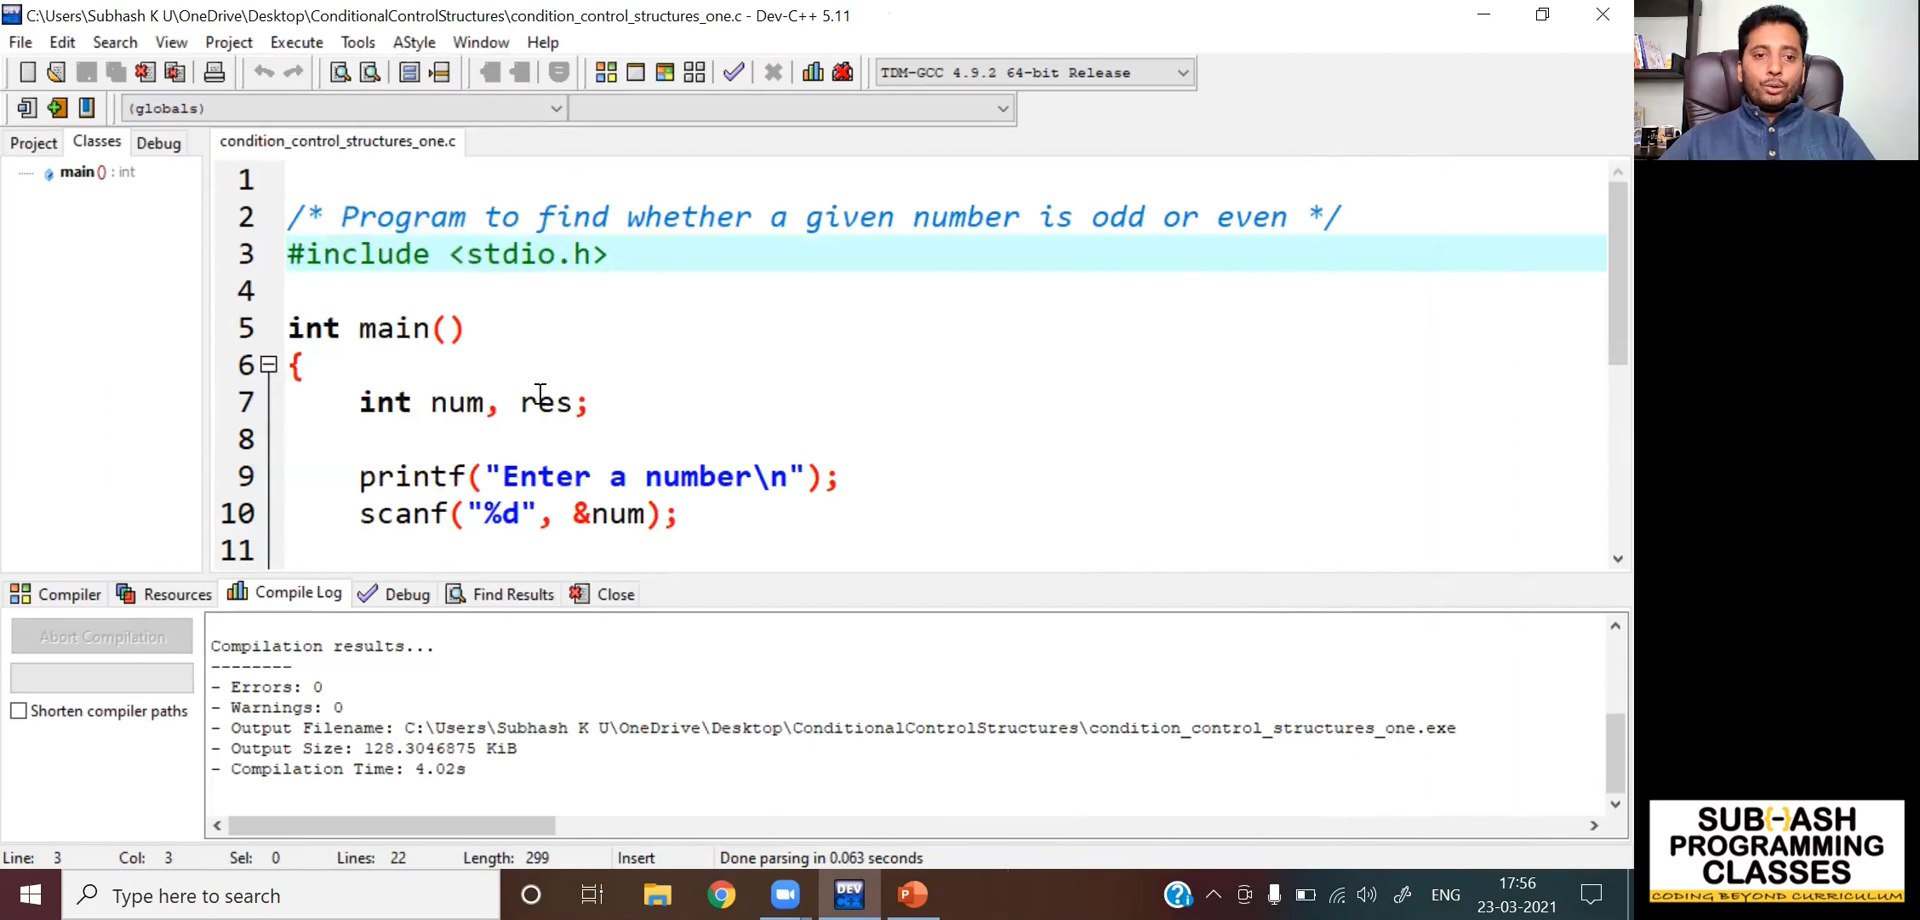 C:\Users\Subhash K U\OneDrive\Desktop\ConditionalControlStructures\condition_control_structures_one.c - Dev-C++ 5.11
File Edit Search View Project Execute Tools AStyle Window Help
TDM-GCC 4.9.2 64-bit Release
(globals)
Project Classes Debug
condition_control_structures_one.c
main () : int
1
2 /* Program to find whether a given number is odd or even */
3 #include <stdio.h>
4
5 int main()
6 {
7 int num, res;
8
9 printf("Enter a number\n");
10 scanf("%d", &num);
11
Compiler Resources Compile Log Debug Find Results Close
Abort Compilation
Shorten compiler paths
Compilation results...
--------
- Errors: 0
- Warnings: 0
- Output Filename: C:\Users\Subhash K U\OneDrive\Desktop\ConditionalControlStructures\condition_control_structures_one.exe
- Output Size: 128.3046875 KiB
- Compilation Time: 4.02s
Line: 3 Col: 3 Sel: 0 Lines: 22 Length: 299 Insert Done parsing in 0.063 seconds
Type here to search
DEV
C++
P
ENG
17:56
23-03-2021
SUB{-}ASH
PROGRAMMING
CLASSES
CODING BEYOND CURRICULUM